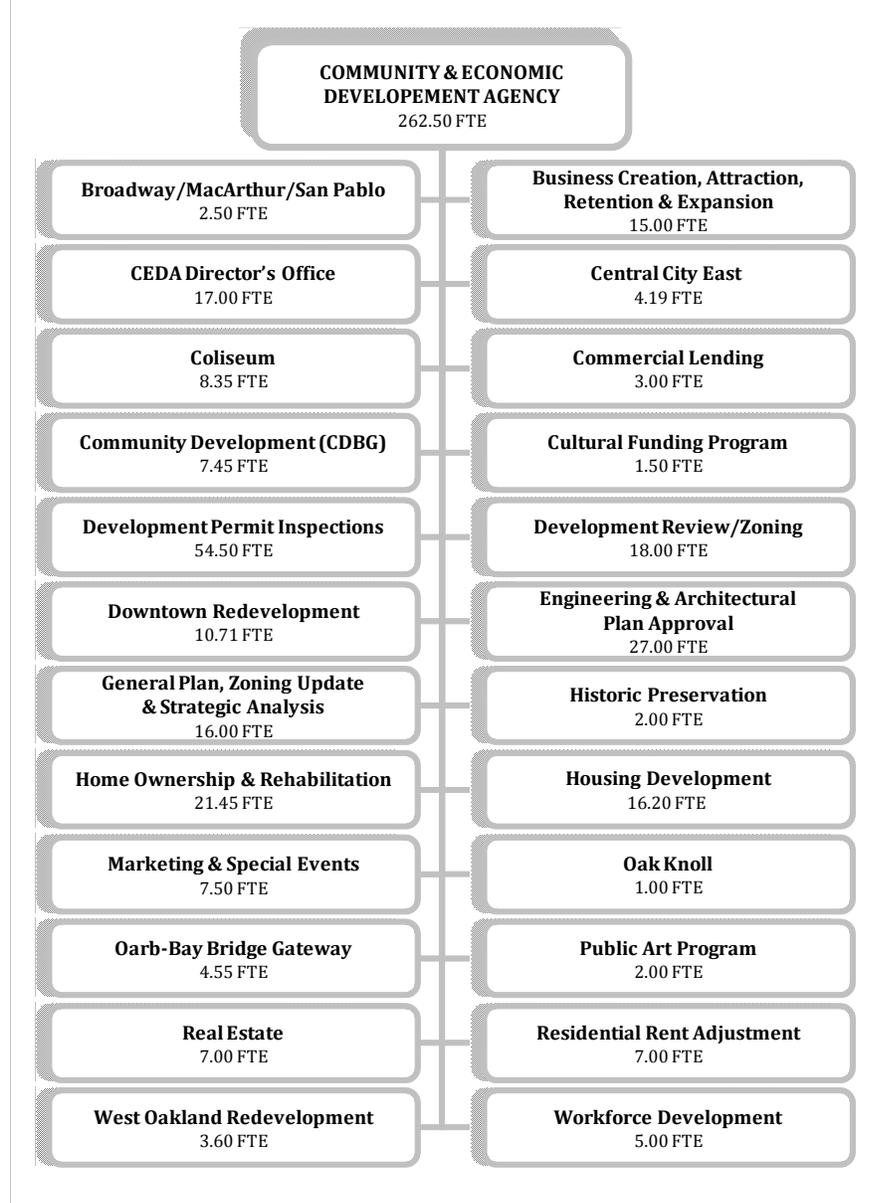 COMMUNITY & ECONOMIC
DEVELOPEMENT AGENCY
262.50 FTE
Broadway/MacArthur/San Pablo
2.50 FTE
Business Creation, Attraction,
Retention & Expansion
15.00 FTE
CEDA Director’s Office
17.00 FTE
Central City East
4.19 FTE
Coliseum
8.35 FTE
Commercial Lending
3.00 FTE
Community Development (CDBG)
7.45 FTE
Cultural Funding Program
1.50 FTE
Development Permit Inspections
54.50 FTE
Development Review/Zoning
18.00 FTE
Downtown Redevelopment
10.71 FTE
Engineering & Architectural
Plan Approval
27.00 FTE
General Plan, Zoning Update
& Strategic Analysis
16.00 FTE
Historic Preservation
2.00 FTE
Home Ownership & Rehabilitation
21.45 FTE
Housing Development
16.20 FTE
Marketing & Special Events
7.50 FTE
Oak Knoll
1.00 FTE
Oarb-Bay Bridge Gateway
4.55 FTE
Public Art Program
2.00 FTE
Real Estate
7.00 FTE
Residential Rent Adjustment
7.00 FTE
West Oakland Redevelopment
3.60 FTE
Workforce Development
5.00 FTE